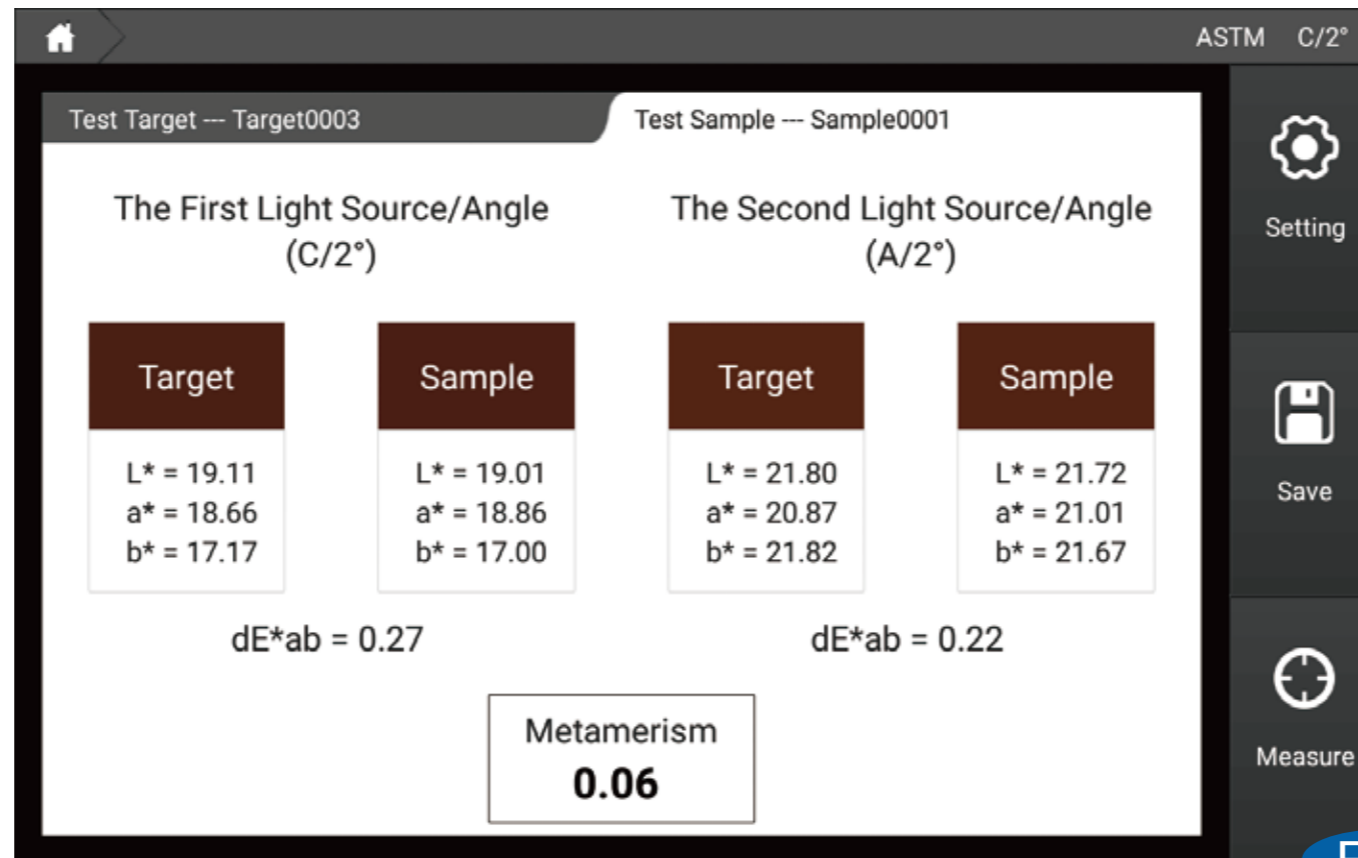 ASTM C/2°
Test Target --- Target0003
Test Sample --- Sample0001
The First Light Source/Angle
(C/2°)
The Second Light Source/Angle
(A/2°)
Target
L* = 19.11
a* = 18.66
b* = 17.17
Sample
L* = 19.01
a* = 18.86
b* = 17.00
dE*ab = 0.27
Target
L* = 21.80
a* = 20.87
b* = 21.82
Sample
L* = 21.72
a* = 21.01
b* = 21.67
dE*ab = 0.22
Metamerism
0.06
Setting
Save
Measure